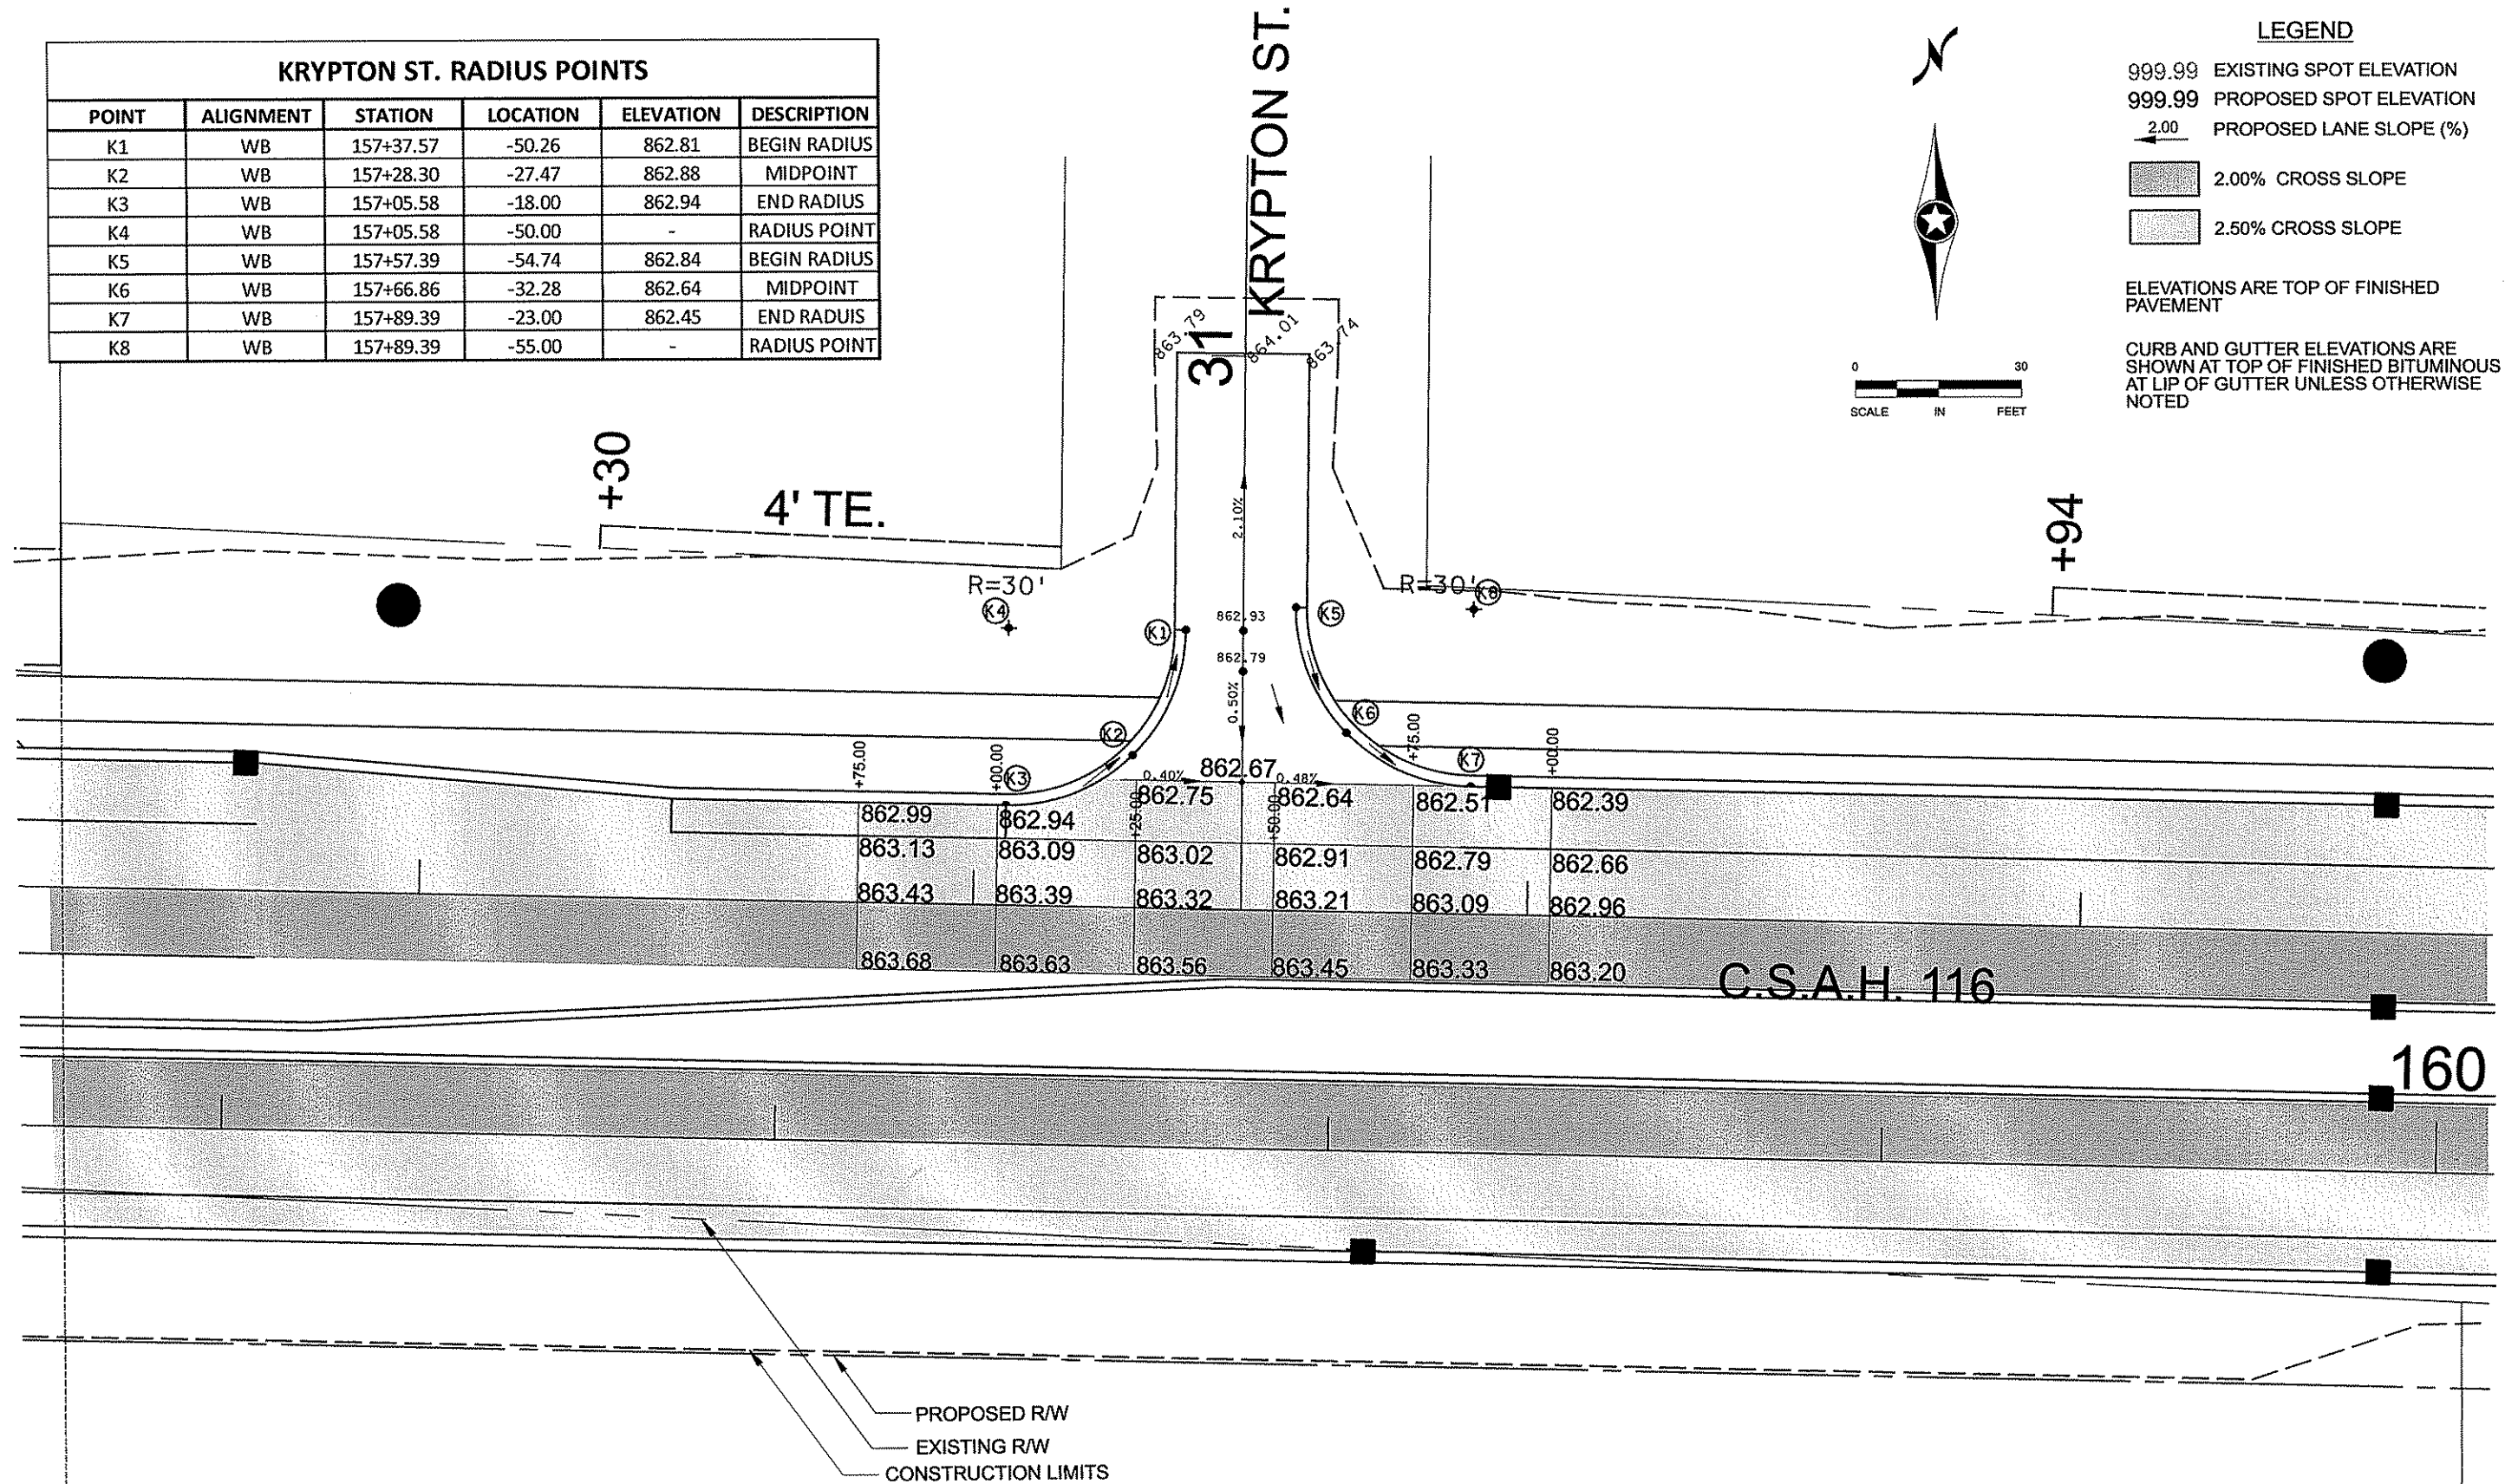 KRYPTON ST. RADIUS POINTS
POINT ALIGNMENT STATION LOCATION ELEVATION DESCRIPTION
K1 WB 157+37.57 -50.26 862.81 BEGIN RADIUS
K2 WB 157+28.30 -27.47 862.88 MIDPOINT
K3 WB 157+05.58 -18.00 862.94 END RADIUS
K4 WB 157+05.58 -50.00 - RADIUS POINT
K5 WB 157+57.39 -54.74 862.84 BEGIN RADIUS
K6 WB 157+66.86 -32.28 862.64 MIDPOINT
K7 WB 157+89.39 -23.00 862.45 END RADUIS
K8 WB 157+89.39 -55.00 - RADIUS POINT
KRYPTON ST.
N
LEGEND
999.99 EXISTING SPOT ELEVATION
999.99 PROPOSED SPOT ELEVATION
2.00 PROPOSED LANE SLOPE (%)
2.00% CROSS SLOPE
2.50% CROSS SLOPE
ELEVATIONS ARE TOP OF FINISHED
PAVEMENT
CURB AND GUTTER ELEVATIONS ARE
SHOWN AT TOP OF FINISHED BITUMINOUS
AT LIP OF GUTTER UNLESS OTHERWISE
NOTED
0 30
SCALE IN FEET
863.79 864.01 863.74
31
+30
4' TE.
2.10%
+94
R=30'
K4
R=30'
K8
K1
862.93
K5
862.79
0.50%
K2
K6
K7
K3
+75.00
+00.00
+75.00
+00.00
0.40% 862.67 0.48%
+25.00
+50.00
862.99 862.94 862.75 862.64 862.51 862.39
863.13 863.09 863.02 862.91 862.79 862.66
863.43 863.39 863.32 863.21 863.09 862.96
863.68 863.63 863.56 863.45 863.33 863.20
C.S.A.H. 116
160
PROPOSED R/W
EXISTING R/W
CONSTRUCTION LIMITS